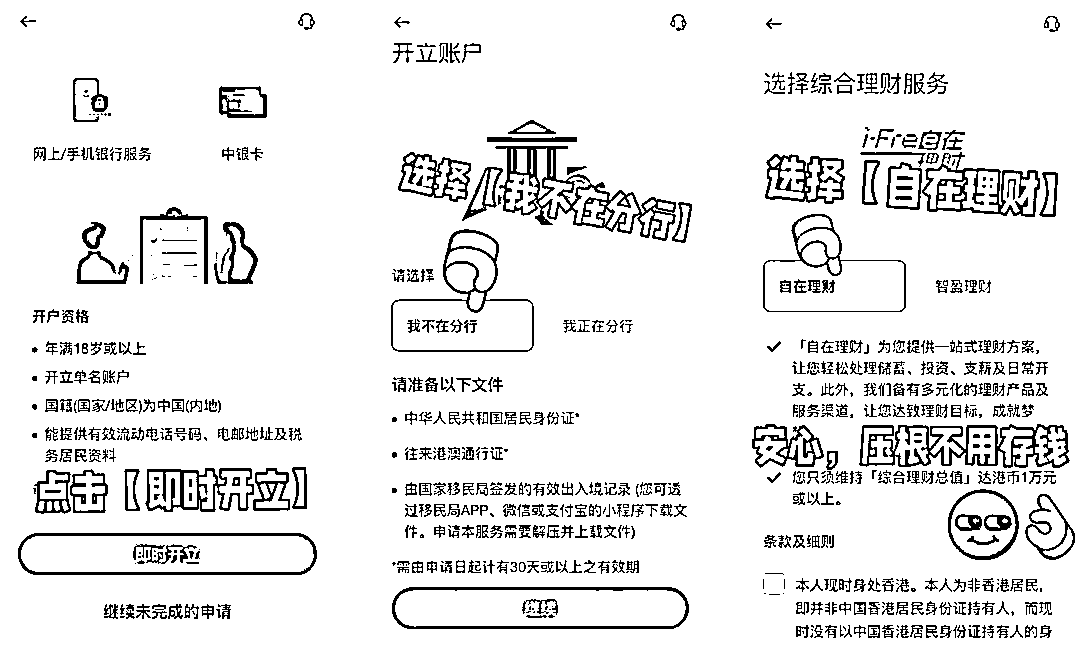 网上/手机银行服务
中银卡
开户资格
• 年满18岁或以上
• 开立单名账户
• 国籍(国家/地区)为中国(内地)
• 能提供有效流动电话号码、电邮地址及税
务居民资料
点击【即时开立】
即时开立
继续未完成的申请
开立账户
选择【我不在分行】
请选择
我不在分行
我正在分行
请准备以下文件
• 中华人民共和国居民身份证*
• 往来港澳通行证*
• 由国家移民局签发的有效出入境记录 (您可透
过移民局APP、微信或支付宝的小程序下载文
件。申请本服务需要解压并上载文件)
*需由申请日起计有30天或以上之有效期
继续
选择综合理财服务
i-Free自在
理财
选择【自在理财】
自在理财
智盈理财
「自在理财」为您提供一站式理财方案，
让您轻松处理储蓄、投资、支薪及日常开
支。此外，我们备有多元化的理财产品及
服务渠道，让您达致理财目标，成就梦
安心，压根不用存钱
您只须维持「综合理财总值」达港币1万元
或以上。
条款及细则
本人现时身处香港。本人为非香港居民，
即并非中国香港居民身份证持有人，而现
时没有以中国香港居民身份证持有人的身